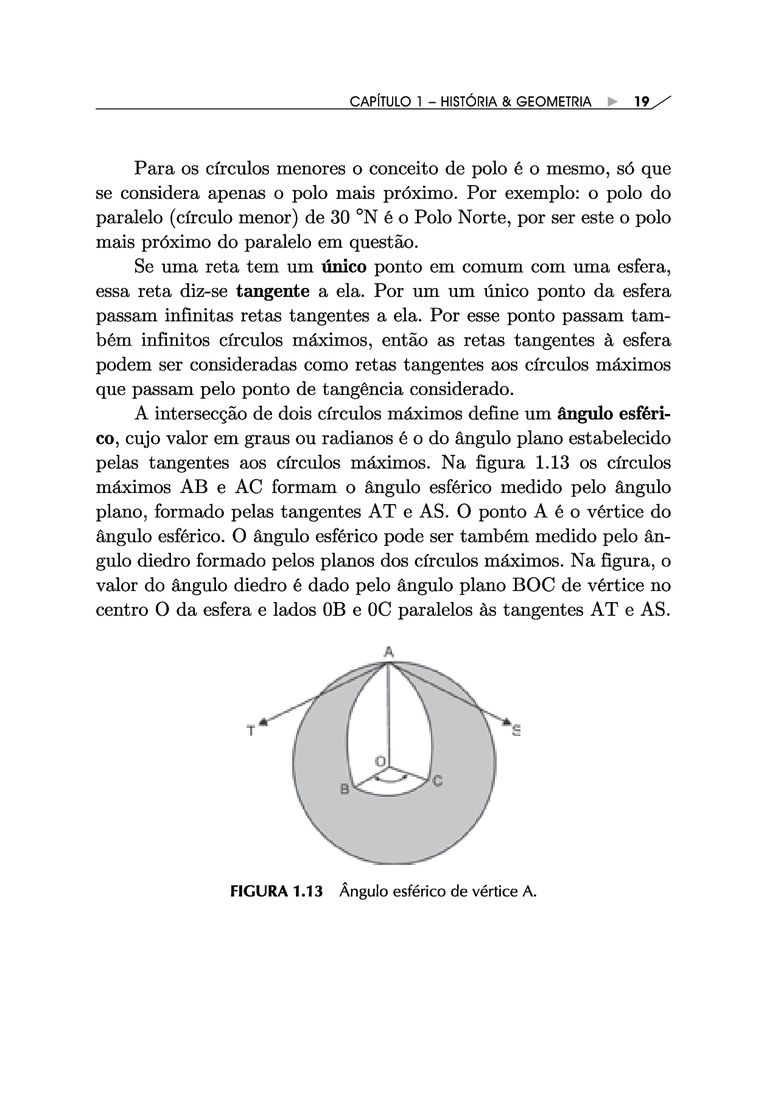 CAPÍTULO 1 – HISTÓRIA & GEOMETRIA ▶ 19
Para os círculos menores o conceito de polo é o mesmo, só que
se considera apenas o polo mais próximo. Por exemplo: o polo do
paralelo (círculo menor) de 30 °N é o Polo Norte, por ser este o polo
mais próximo do paralelo em questão.
Se uma reta tem um único ponto em comum com uma esfera,
essa reta diz-se tangente a ela. Por um um único ponto da esfera
passam infinitas retas tangentes a ela. Por esse ponto passam tam-
bém infinitos círculos máximos, então as retas tangentes à esfera
podem ser consideradas como retas tangentes aos círculos máximos
que passam pelo ponto de tangência considerado.
A intersecção de dois círculos máximos define um ângulo esféri-
co, cujo valor em graus ou radianos é o do ângulo plano estabelecido
pelas tangentes aos círculos máximos. Na figura 1.13 os círculos
máximos AB e AC formam o ângulo esférico medido pelo ângulo
plano, formado pelas tangentes AT e AS. O ponto A é o vértice do
ângulo esférico. O ângulo esférico pode ser também medido pelo ân-
gulo diedro formado pelos planos dos círculos máximos. Na figura, o
valor do ângulo diedro é dado pelo ângulo plano BOC de vértice no
centro O da esfera e lados 0B e 0C paralelos às tangentes AT e AS.
A
T
S
O
B
C
FIGURA 1.13 Ângulo esférico de vértice A.